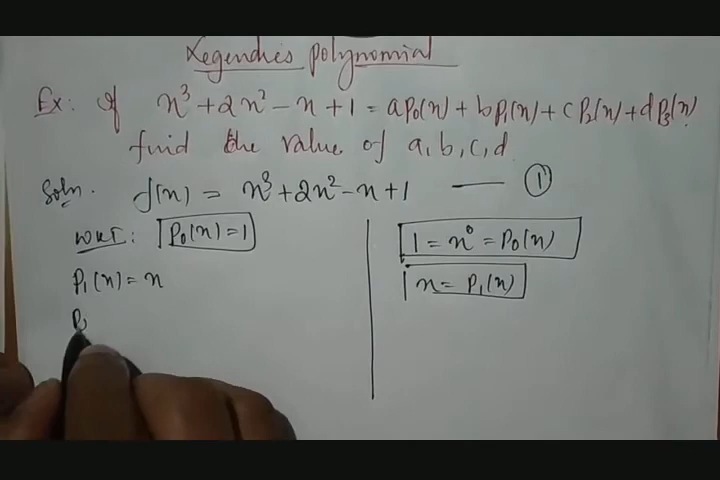 Legendre's polynomial
Ex: If x³ + 2x² - x + 1 = aP₀(x) + bP₁(x) + cP₂(x) + dP₃(x)
find the value of a, b, c, d
Soln. f(x) = x³ + 2x² - x + 1 — ①
WKT: P₀(x) = 1
P₁(x) = x
P
1 = x⁰ = P₀(x)
x = P₁(x)